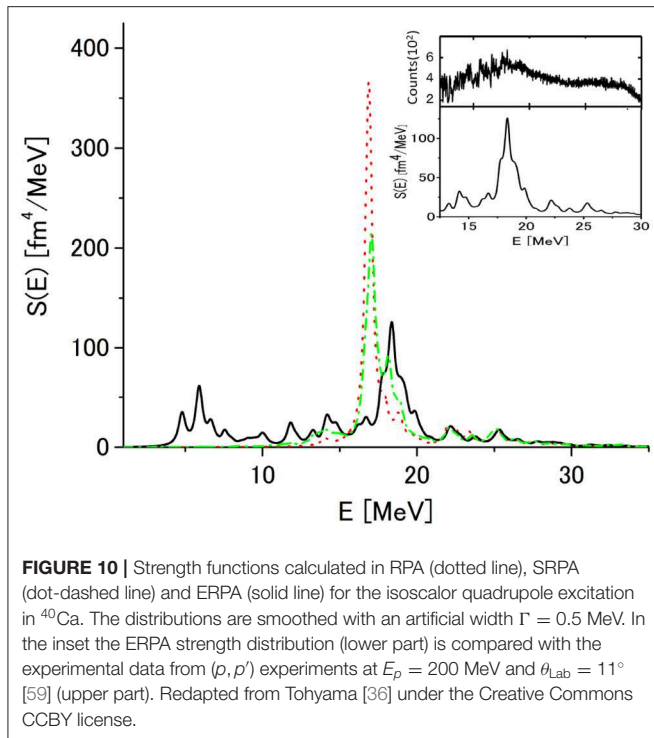 400
300
200
100
0
S(E) [fm⁴/MeV]
10
20
30
E [MeV]
Counts(10²)
6
4
2
S(E) [fm⁴/MeV]
100
50
0
15
20
25
30
E [MeV]
FIGURE 10 | Strength functions calculated in RPA (dotted line), SRPA
(dot-dashed line) and ERPA (solid line) for the isoscalor quadrupole excitation
in ⁴⁰Ca. The distributions are smoothed with an artificial width Γ = 0.5 MeV. In
the inset the ERPA strength distribution (lower part) is compared with the
experimental data from (p, p′) experiments at Eₚ = 200 MeV and θLab = 11°
[59] (upper part). Redapted from Tohyama [36] under the Creative Commons
CCBY license.